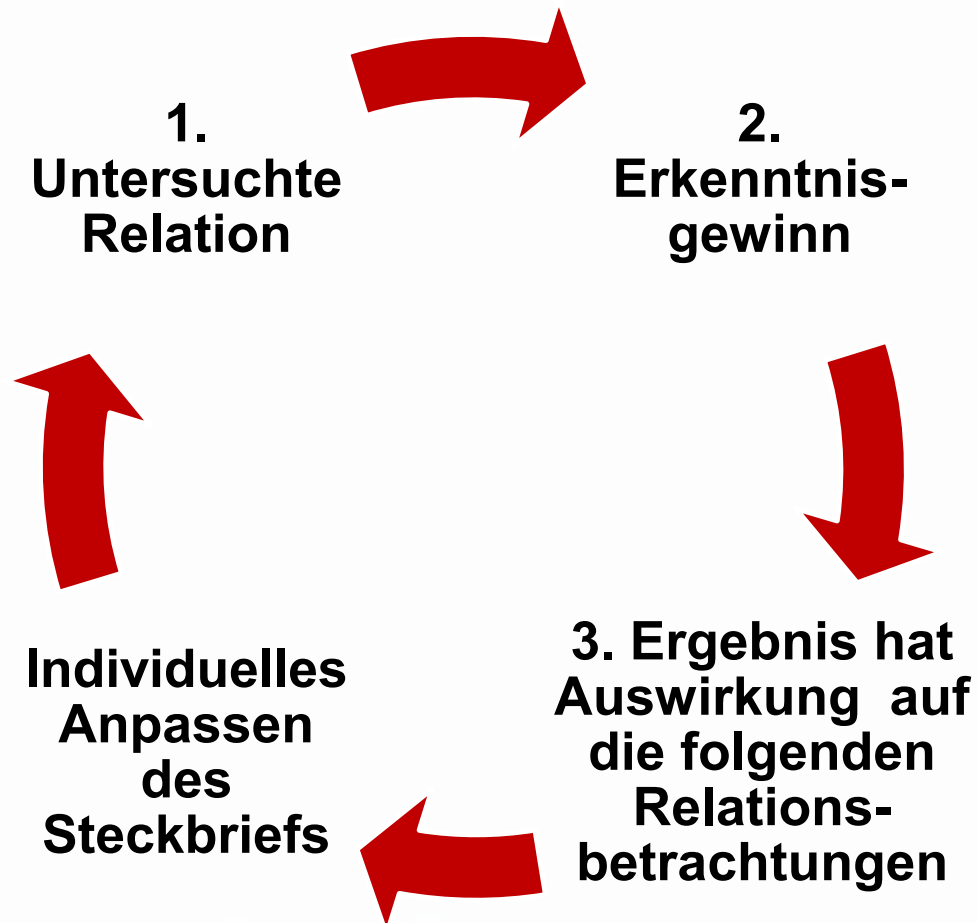 1.
Untersuchte
Relation
2.
Erkenntnis-
gewinn
3. Ergebnis hat
Auswirkung  auf
die folgenden
Relations-
betrachtungen
Individuelles
Anpassen
des
Steckbriefs